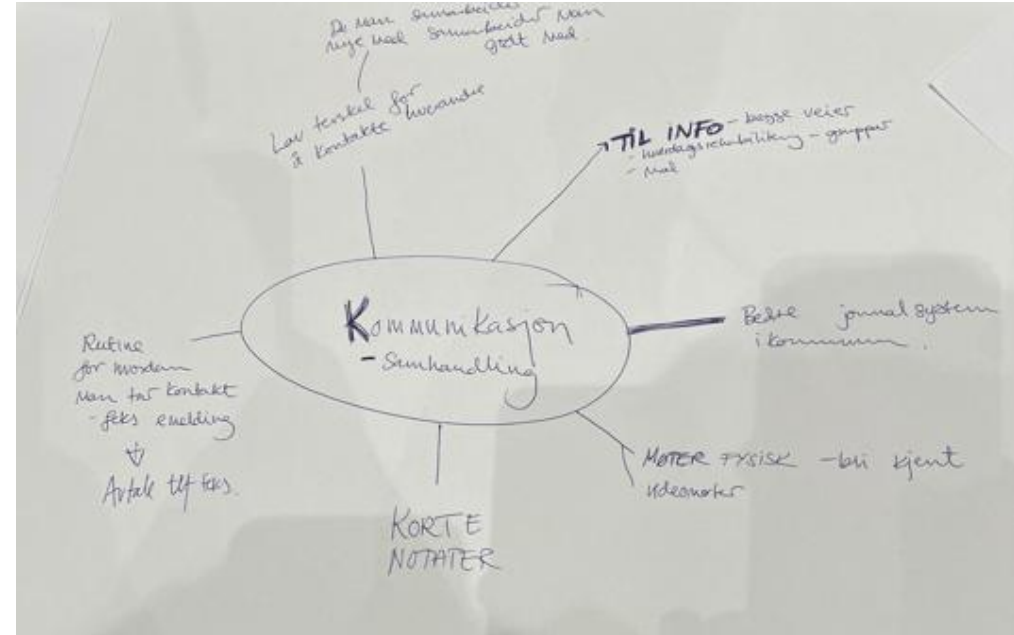 De man samarbeider
mye med samarbeider man
godt med.
Lav terskel for
å kontakte hverandre
TIL INFO - begge veier
- hverdagsrehabilitering - grupper
- mål
Kommunikasjon
- Samhandling
Bedre journalsystem
i kommunen.
Rutine
for hvordan
man tar kontakt
- feks emelding
Avtale tlf feks.
MØTER FYSISK - bli kjent
videomøter
KORTE
NOTATER